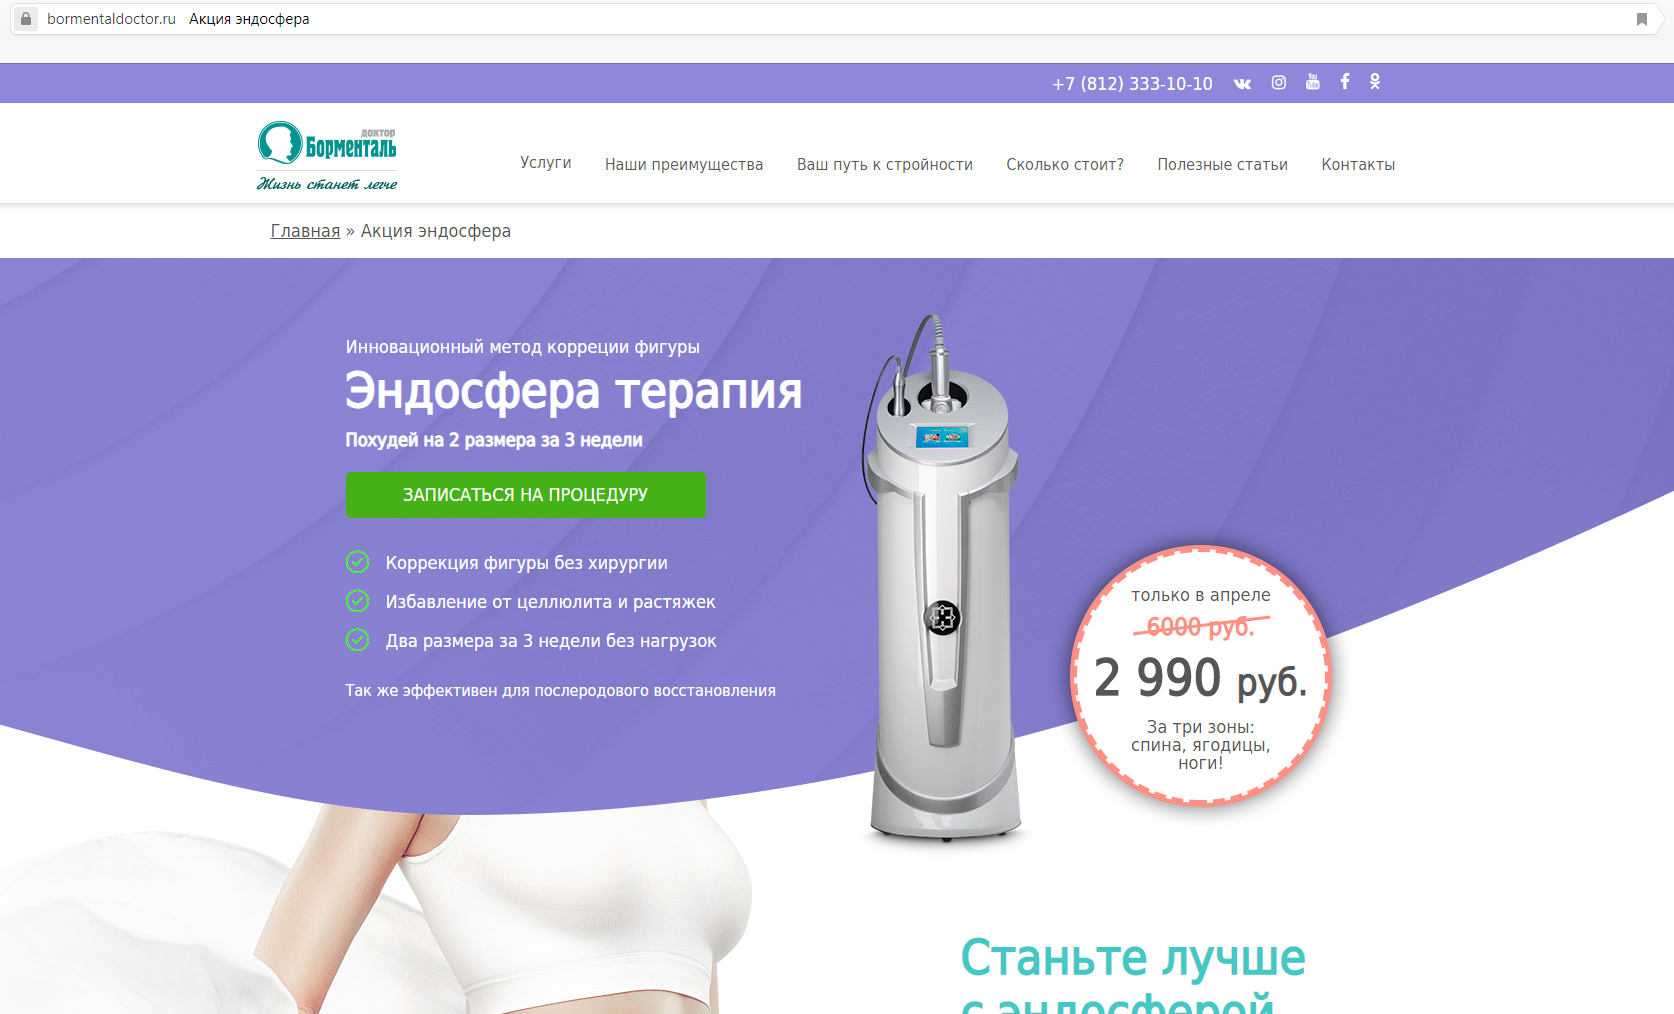 bormentaldoctor.ru Акция эндосфера
+7 (812) 333-10-10
You
доктор
Борменталь
Жизнь станет легче
Услуги Наши преимущества Ваш путь к стройности Сколько стоит? Полезные статьи Контакты
Главная » Акция эндосфера
Инновационный метод корреции фигуры
Эндосфера терапия
Похудей на 2 размера за 3 недели
ЗАПИСАТЬСЯ НА ПРОЦЕДУРУ
Коррекция фигуры без хирургии
Избавление от целлюлита и растяжек
Два размера за 3 недели без нагрузок
Так же эффективен для послеродового восстановления
только в апреле
6000 руб.
2 990 руб.
За три зоны:
спина, ягодицы,
ноги!
Станьте лучше
с эндосферой